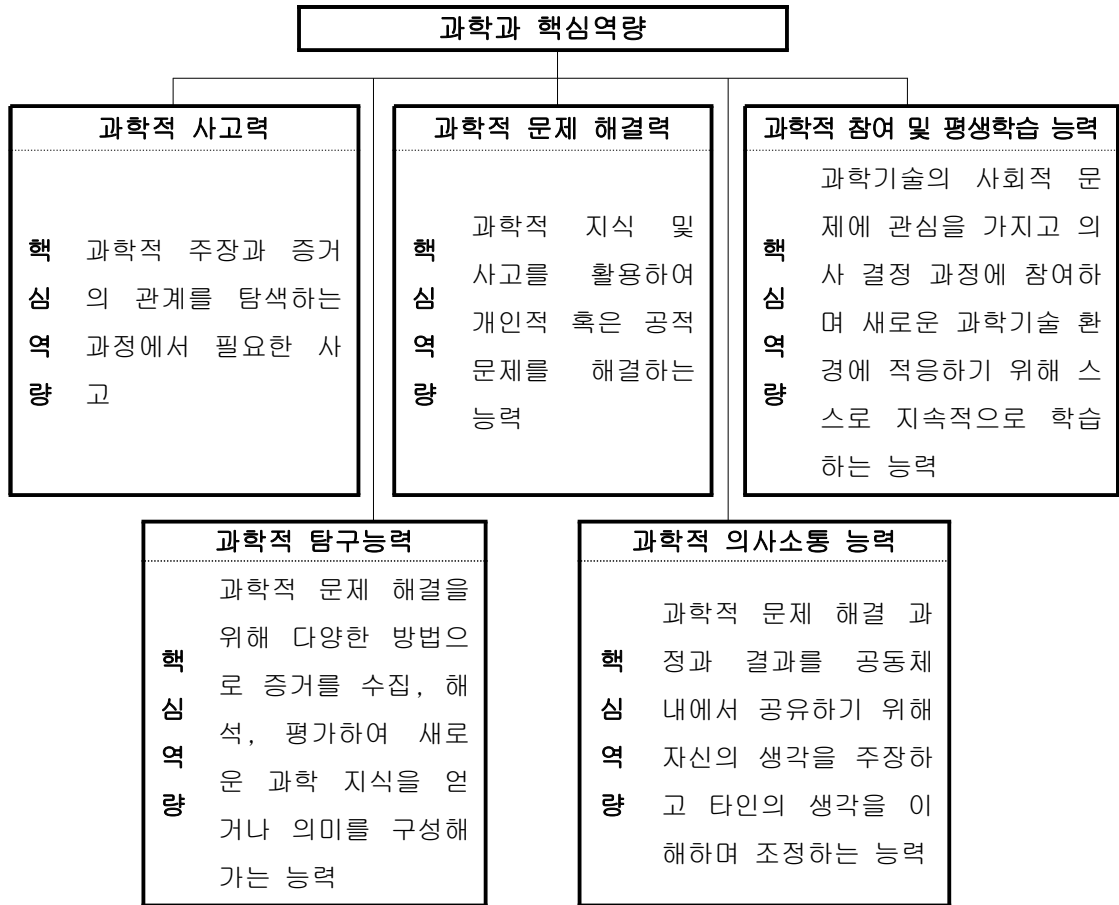 과학과 핵심역량
과학적 사고력
핵
심
역
량
과학적 주장과 증거
의 관계를 탐색하는
과정에서 필요한 사
고
과학적 문제 해결력
핵
심
역
량
과학적 지식 및
사고를 활용하여
개인적 혹은 공적
문제를 해결하는
능력
과학적 참여 및 평생학습 능력
핵
심
역
량
과학기술의 사회적 문
제에 관심을 가지고 의
사 결정 과정에 참여하
며 새로운 과학기술 환
경에 적응하기 위해 스
스로 지속적으로 학습
하는 능력
과학적 탐구능력
핵
심
역
량
과학적 문제 해결을
위해 다양한 방법으
로 증거를 수집, 해
석, 평가하여 새로
운 과학 지식을 얻
거나 의미를 구성해
가는 능력
과학적 의사소통 능력
핵
심
역
량
과학적 문제 해결 과
정과 결과를 공동체
내에서 공유하기 위해
자신의 생각을 주장하
고 타인의 생각을 이
해하며 조정하는 능력